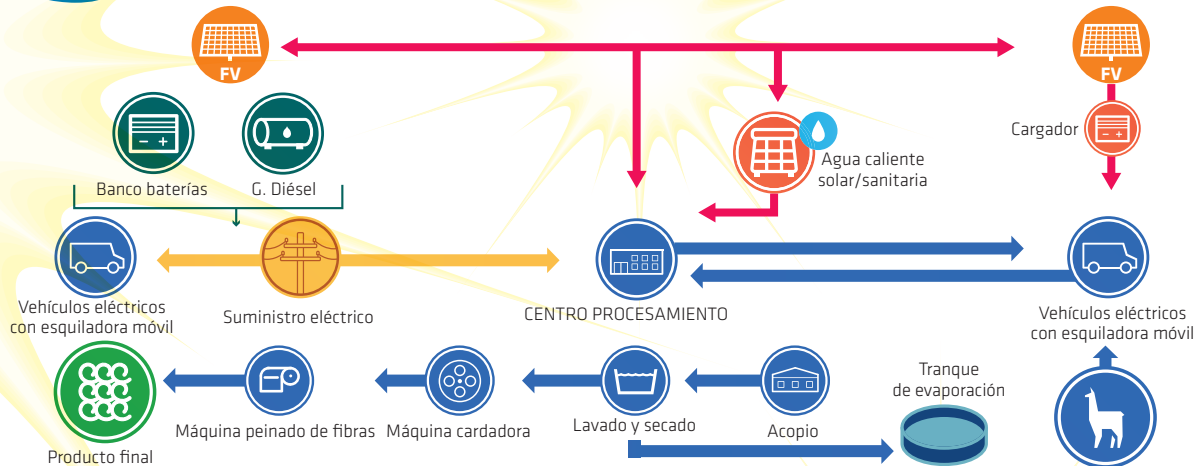 FV
FV
Cargador
Agua caliente
solar/sanitaria
Banco baterías
G. Diésel
Vehículos eléctricos
con esquiladora móvil
Suministro eléctrico
CENTRO PROCESAMIENTO
Vehículos eléctricos
con esquiladora móvil
Tranque
de evaporación
Producto final
Máquina peinado de fibras
Máquina cardadora
Lavado y secado
Acopio